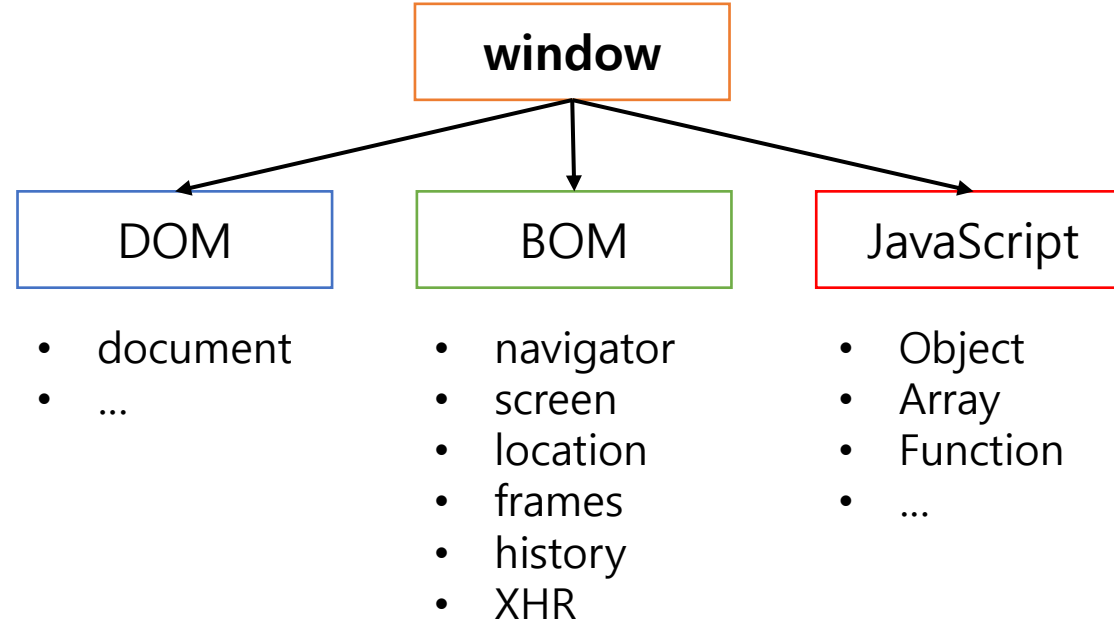 window
DOM
BOM
JavaScript
• document
• ...
• navigator
• screen
• location
• frames
• history
• XHR
• Object
• Array
• Function
• ...